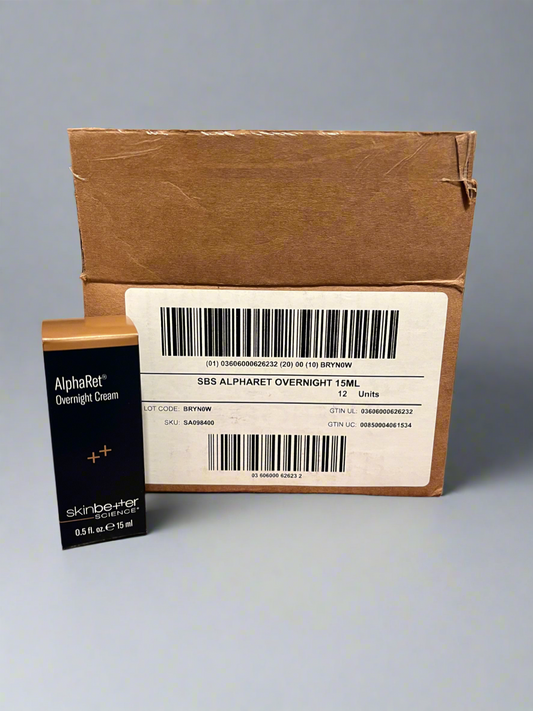 (01) 03606000626232 (20) 00 (10) BRYN0W
SBS ALPHARET OVERNIGHT 15ML
12 Units
LOT CODE: BRYN0W
GTIN UL: 03606000626232
SKU: SA098400
GTIN UC: 00850004061534
03 606000 62623 2
AlphaRet®
Overnight Cream
++
skinbetter
SCIENCE®
0.5 fl. oz. ℮ 15 ml